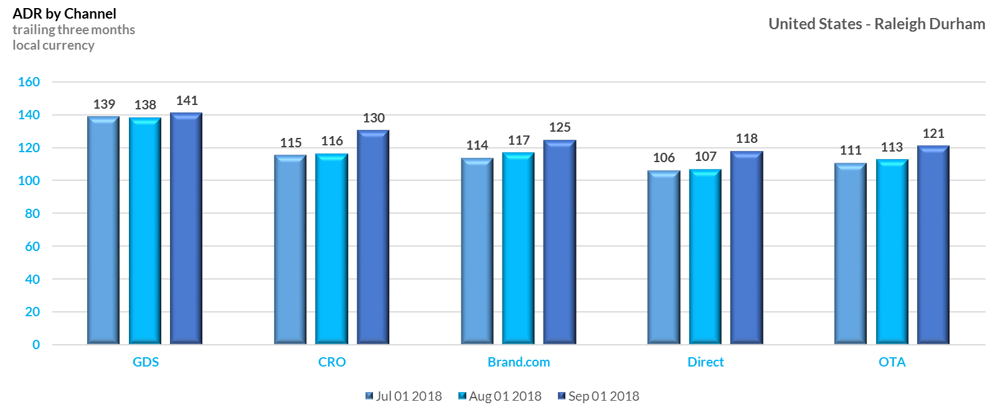 ADR by Channel
trailing three months
local currency
United States - Raleigh Durham
160
140
120
100
80
60
40
20
0
139 138 141
115 116 130
114 117 125
106 107 118
111 113 121
GDS CRO Brand.com Direct OTA
Jul 01 2018 Aug 01 2018 Sep 01 2018